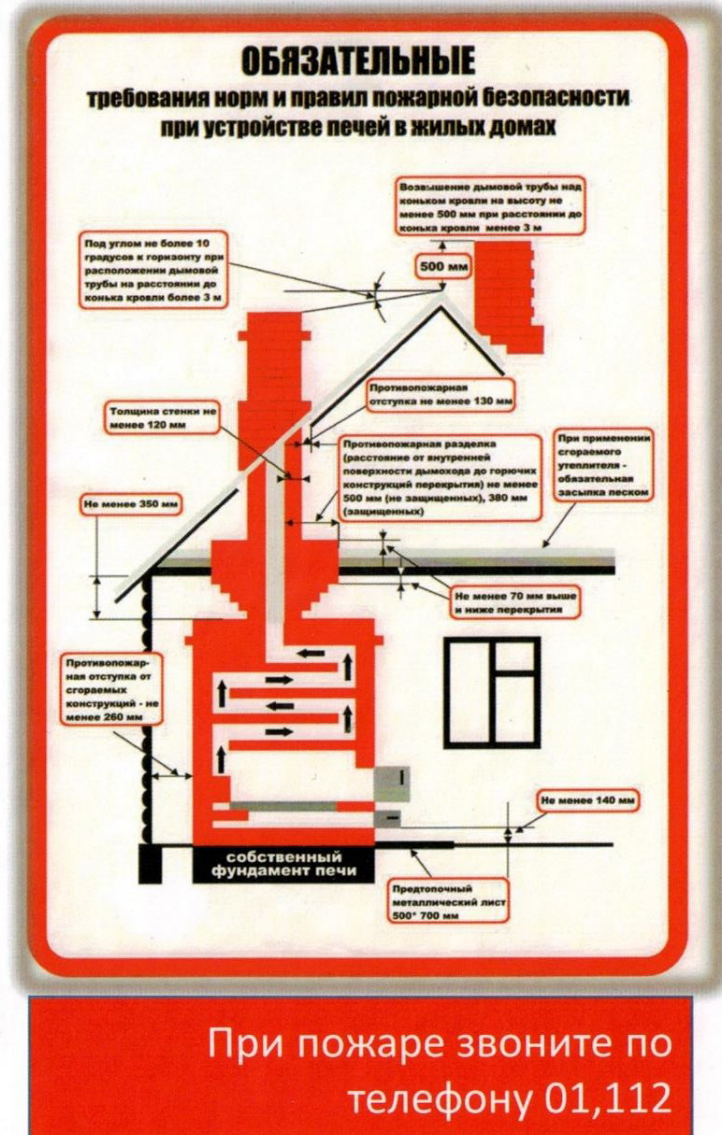 ОБЯЗАТЕЛЬНЫЕ
требования норм и правил пожарной безопасности
при устройстве печей в жилых домах
Возвышение дымовой трубы над
коньком кровли на высоту не
менее 500 мм при расстоянии до
конька кровли менее 3 м
Под углом не более 10
градусов к горизонту при
расположении дымовой
трубы на расстоянии до
конька кровли более 3 м
500 мм
Противопожарная
отступка не менее 130 мм
Толщина стенки не
менее 120 мм
Противопожарная разделка
(расстояние от внутренней
поверхности дымохода до горючих
конструкций перекрытия) не менее
500 мм (не защищенных), 380 мм
(защищенных)
При применении
сгораемого
утеплителя -
обязательная
засыпка песком
Не менее 350 мм
Не менее 70 мм выше
и ниже перекрытия
Противопожар-
ная отступка от
сгораемых
конструкций - не
менее 260 мм
Не менее 140 мм
собственный
фундамент печи
Предтопочный
металлический лист
500* 700 мм
При пожаре звоните по
телефону 01,112